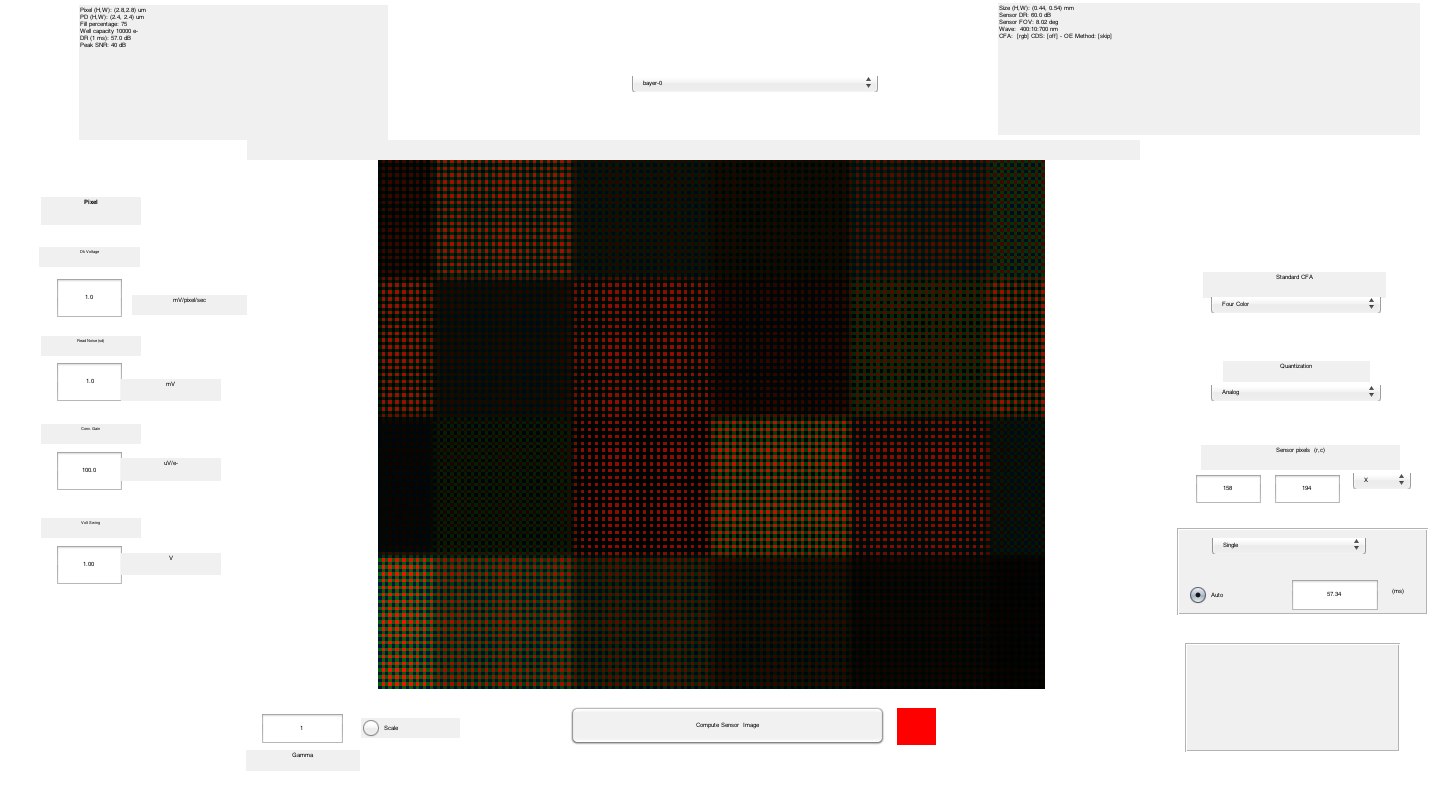 Pixel (H,W): (2.8,2.8) um
PD (H,W): (2.4, 2.4) um
Fill percentage: 75
Well capacity 10000 e-
DR (1 ms): 57.0 dB
Peak SNR: 40 dB
bayer-0
Size (H,W): (0.44, 0.54) mm
Sensor DR: 60.0 dB
Sensor FOV: 8.02 deg
Wave: 400:10:700 nm
CFA: [rgb] CDS: [off] - OE Method: [skip]
Pixel
Dk Voltage
1.0
mV/pixel/sec
Read Noise (sd)
1.0
mV
Conv. Gain
100.0
uV/e-
Volt Swing
1.00
V
Standard CFA
Four Color
Quantization
Analog
Sensor pixels (r,c)
158
194
X
Single
Auto
57.34
(ms)
1
Scale
Compute Sensor Image
Gamma